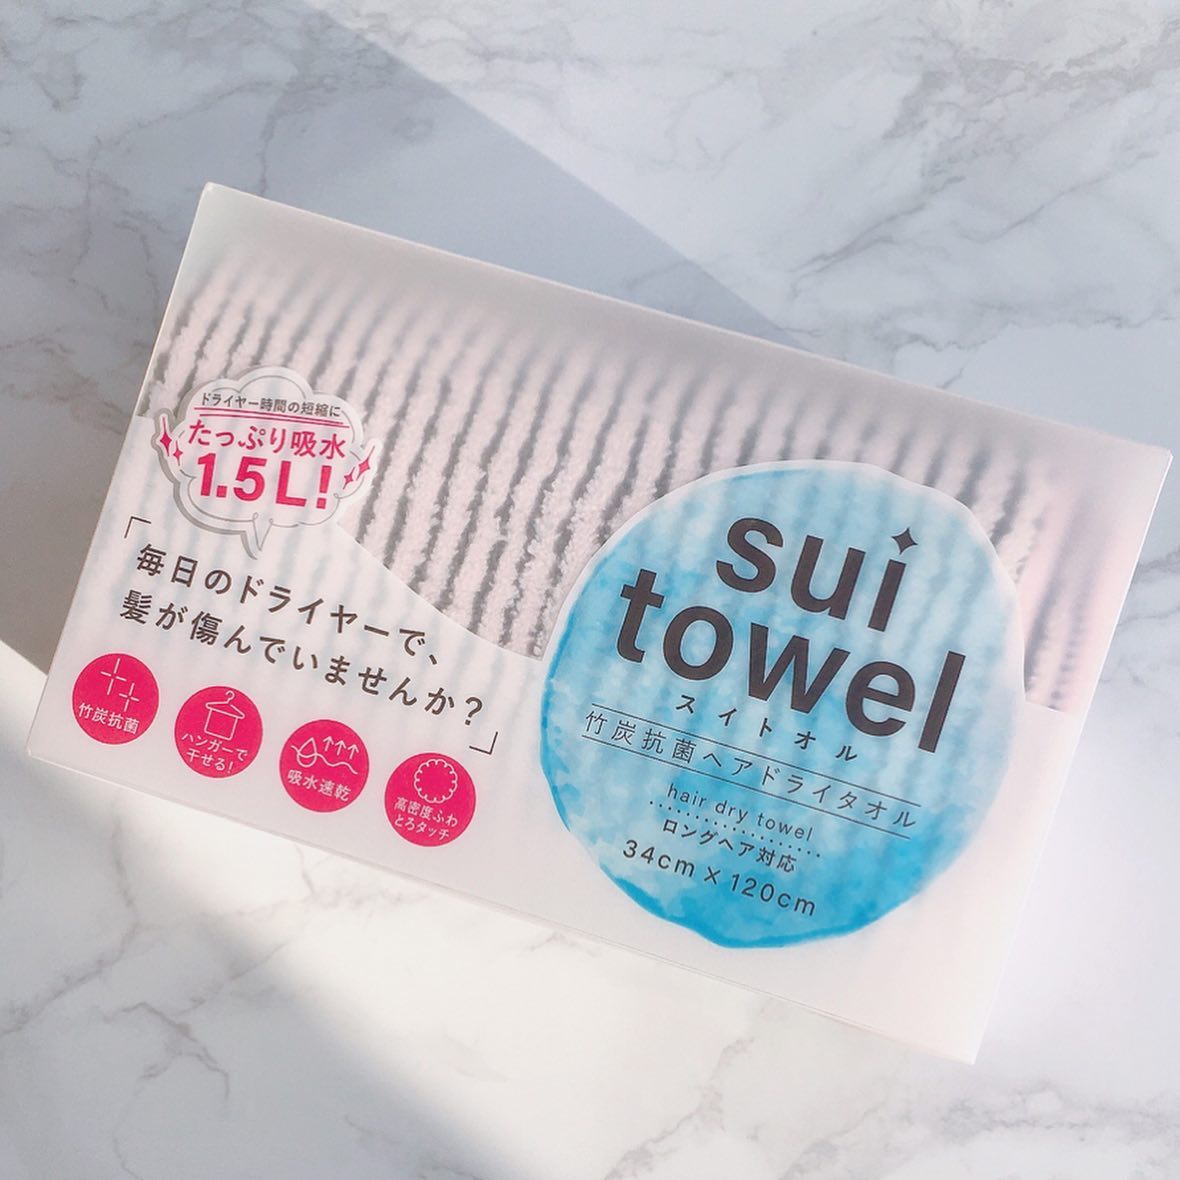 ドライヤー時間の短縮に
たっぷり吸水
1.5L!
「毎日のドライヤーで、
髪が傷んでいませんか?」
竹炭抗菌
ハンガーで
干せる!
吸水速乾
高密度ふわ
とろタッチ
sui
towel
スイトオル
竹炭抗菌ヘアドライタオル
hair dry towel
ロングヘア対応
34cm×120cm